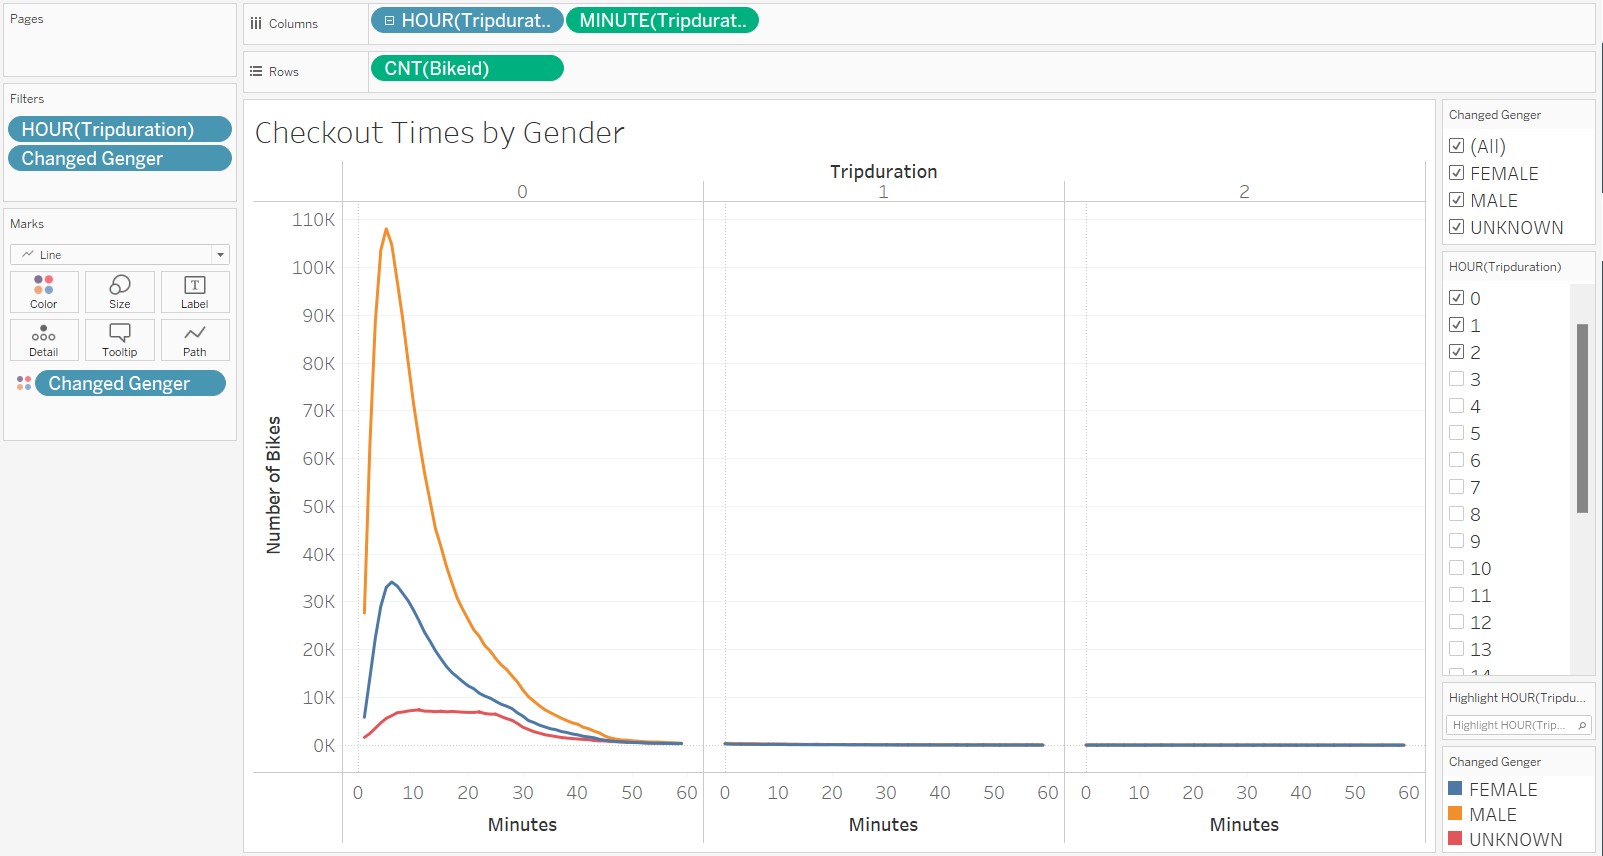 Pages
Columns
HOUR(Tripdurat..
MINUTE(Tripdurat..
Rows
CNT(Bikeid)
Filters
HOUR(Tripduration)
Changed Genger
Marks
Line
Color
Size
Label
Detail
Tooltip
Path
Changed Genger
Checkout Times by Gender
Tripduration
0
1
2
110K
100K
90K
80K
70K
60K
50K
40K
30K
20K
10K
0K
Number of Bikes
0 10 20 30 40 50 60
0 10 20 30 40 50 60
0 10 20 30 40 50 60
Minutes
Minutes
Minutes
Changed Genger
(All)
FEMALE
MALE
UNKNOWN
HOUR(Tripduration)
0
1
2
3
4
5
6
7
8
9
10
11
12
13
14
Highlight HOUR(Tripdu...
Highlight HOUR(Trip...
Changed Genger
FEMALE
MALE
UNKNOWN